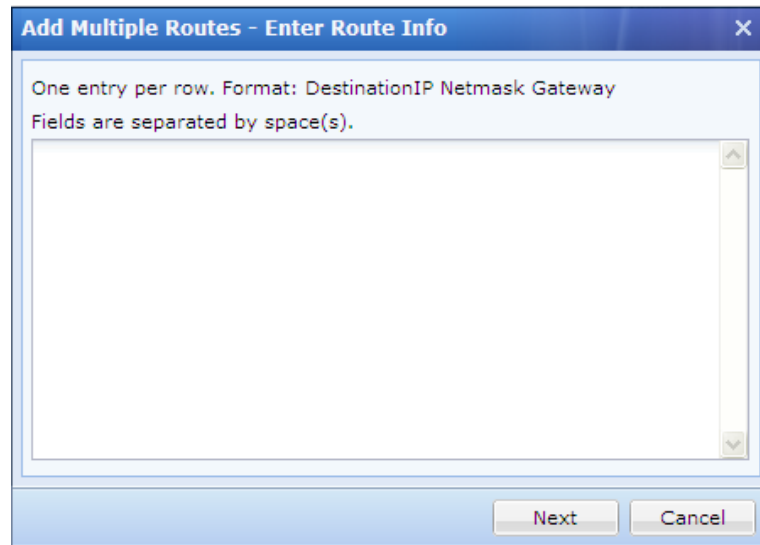 Add Multiple Routes - Enter Route Info
One entry per row. Format: DestinationIP Netmask Gateway
Fields are separated by space(s).
Next Cancel